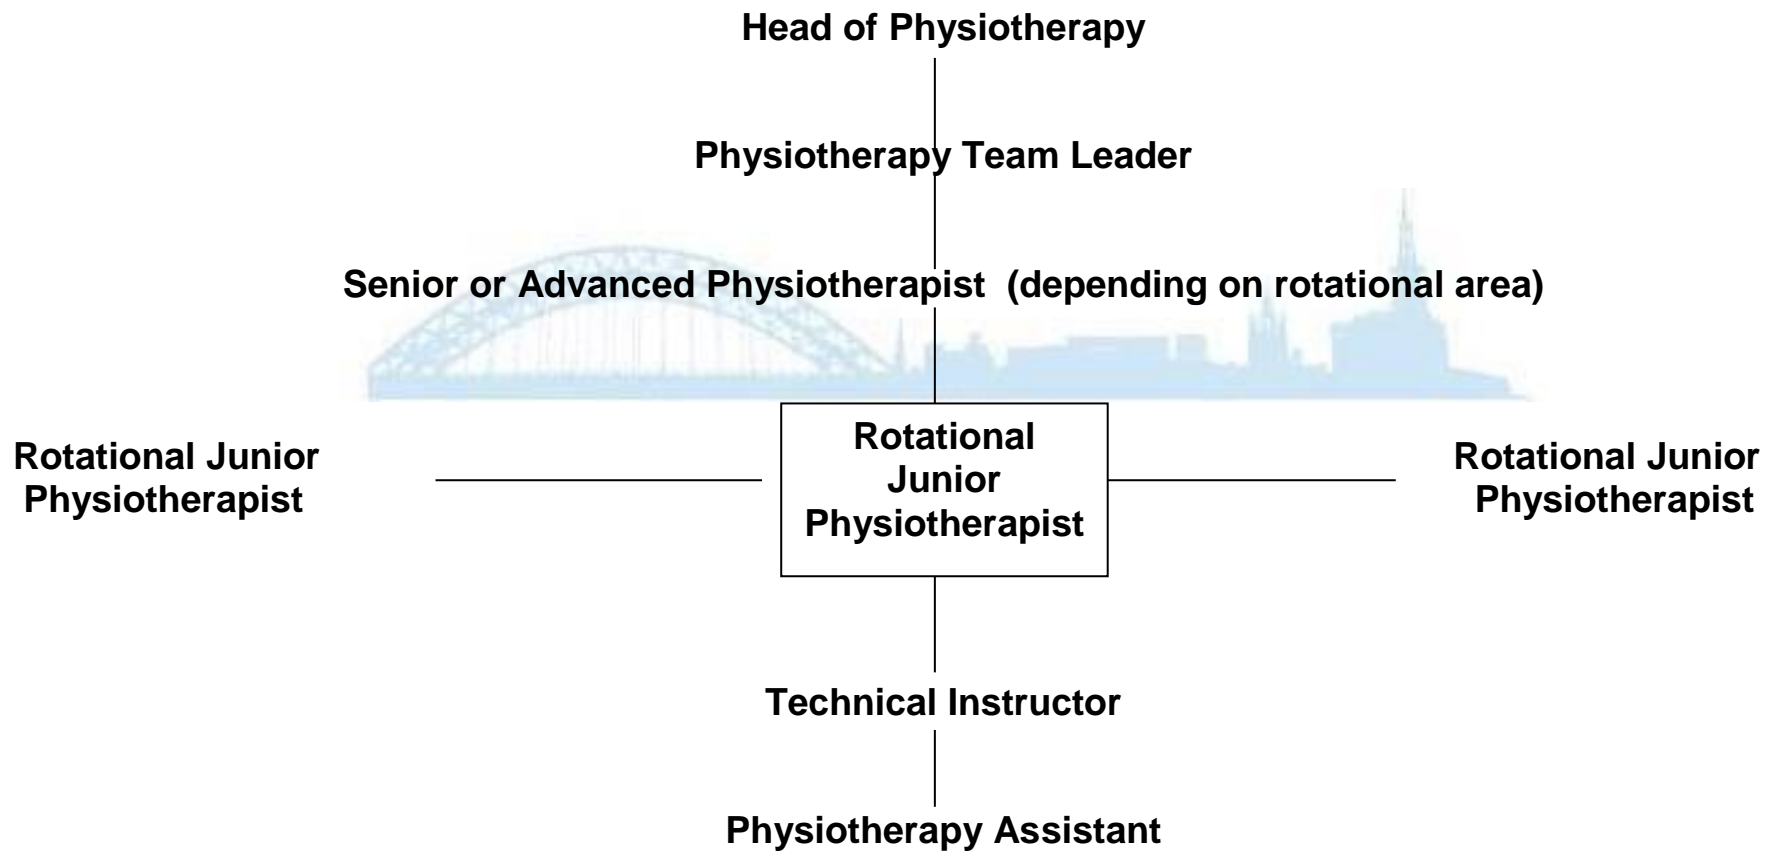 Head of Physiotherapy
Physiotherapy Team Leader
Senior or Advanced Physiotherapist  (depending on rotational area)
Rotational Junior
Physiotherapist
Rotational
Junior
Physiotherapist
Rotational Junior
Physiotherapist
Technical Instructor
Physiotherapy Assistant